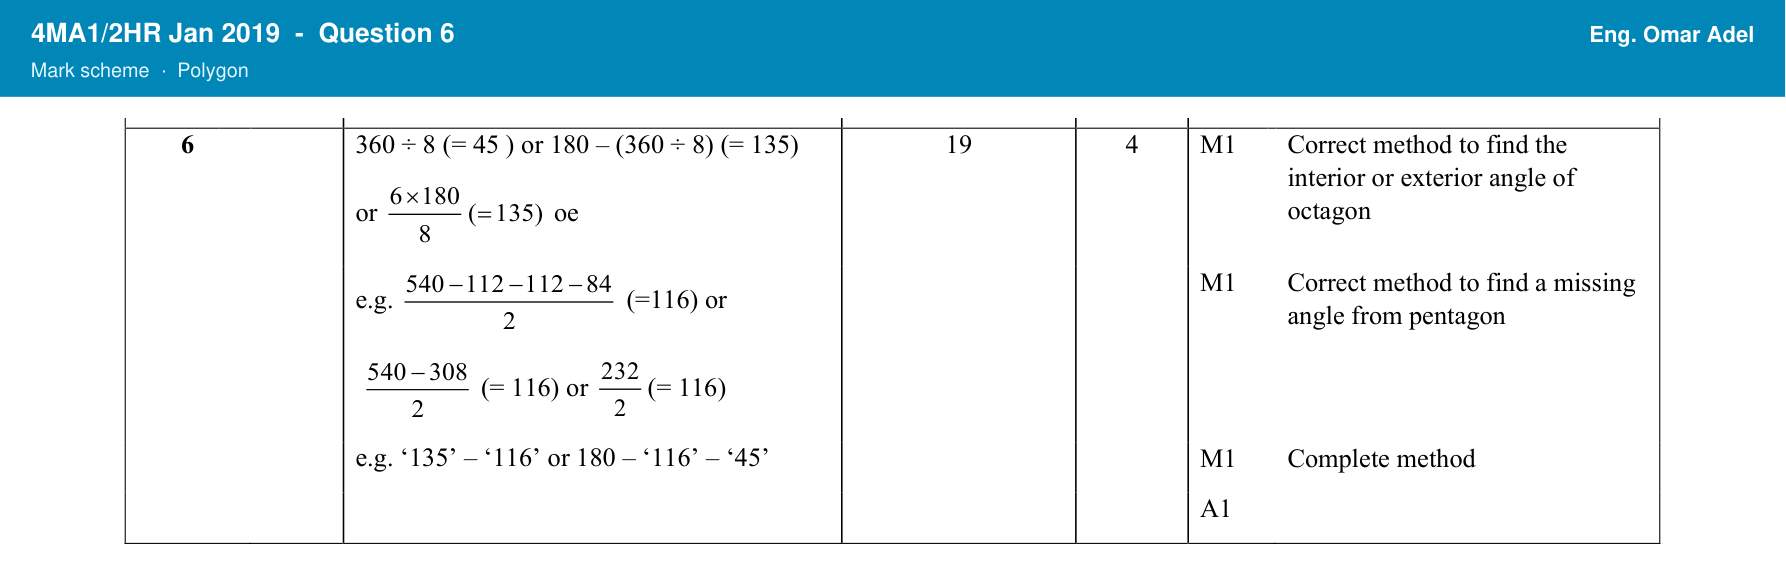 4MA1/2HR Jan 2019 - Question 6
Eng. Omar Adel
Mark scheme · Polygon
6
360 ÷ 8 (= 45 ) or 180 – (360 ÷ 8) (= 135)
19
4
M1
Correct method to find the
interior or exterior angle of
octagon
or 6×180/8 (=135) oe
e.g. 540–112–112–84/2 (=116) or
M1
Correct method to find a missing
angle from pentagon
540–308/2 (= 116) or 232/2 (= 116)
e.g. ‘135’ – ‘116’ or 180 – ‘116’ – ‘45’
M1
Complete method
A1